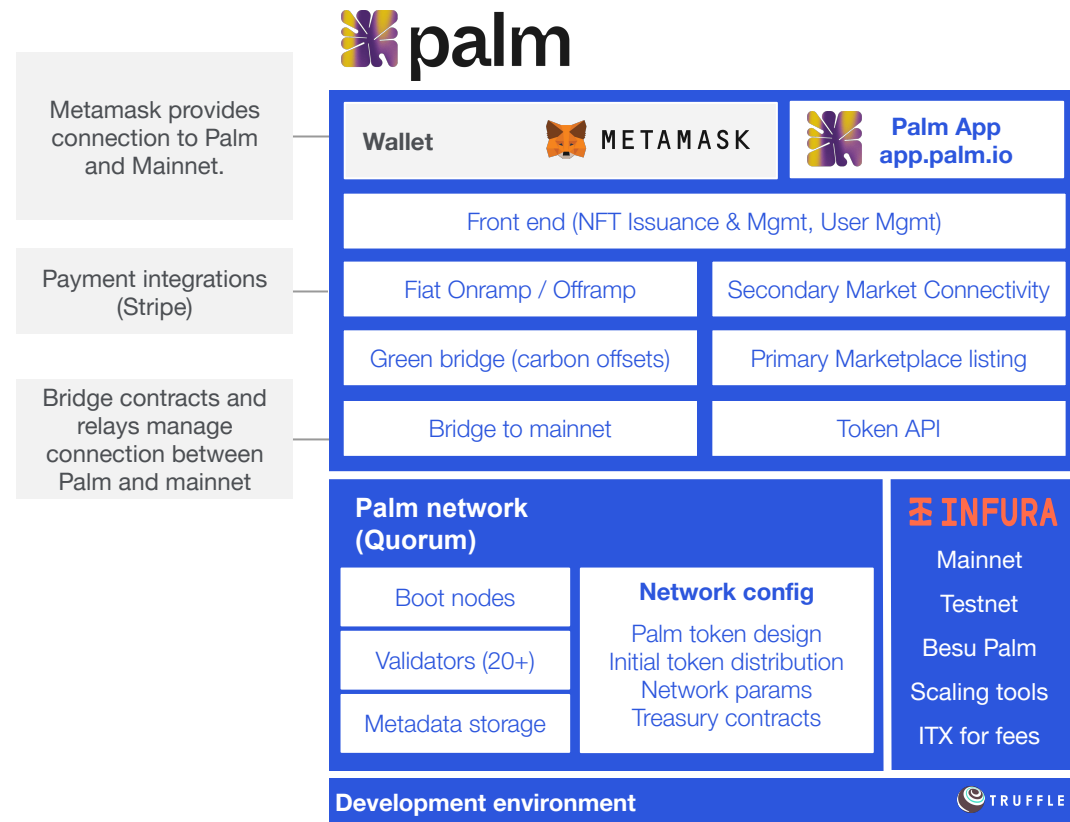 palm
Metamask provides
connection to Palm
and Mainnet.
Wallet
METAMASK
Palm App
app.palm.io
Front end (NFT Issuance & Mgmt, User Mgmt)
Payment integrations
(Stripe)
Fiat Onramp / Offramp
Secondary Market Connectivity
Green bridge (carbon offsets)
Primary Marketplace listing
Bridge contracts and
relays manage
connection between
Palm and mainnet
Bridge to mainnet
Token API
Palm network
(Quorum)
Boot nodes
Validators (20+)
Metadata storage
Network config
Palm token design
Initial token distribution
Network params
Treasury contracts
INFURA
Mainnet
Testnet
Besu Palm
Scaling tools
ITX for fees
Development environment
TRUFFLE